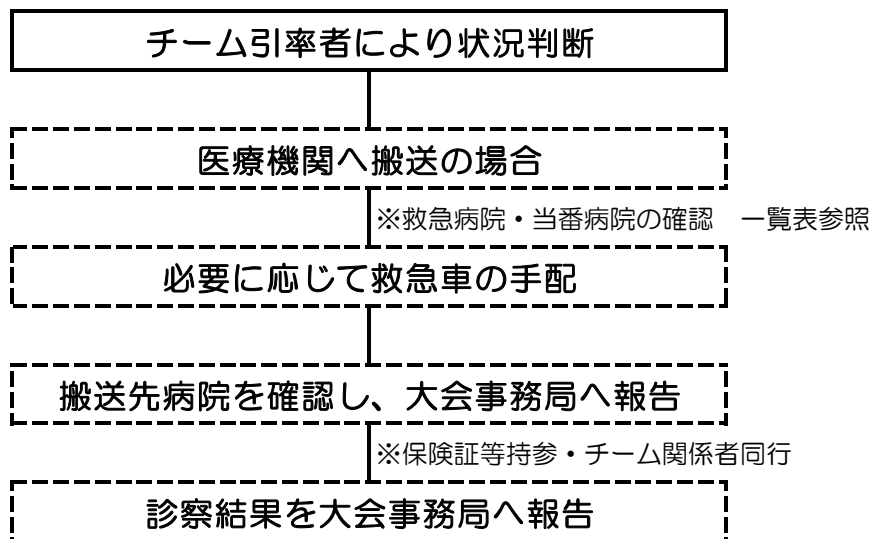 チーム引率者により状況判断
医療機関へ搬送の場合
※救急病院・当番病院の確認　一覧表参照
必要に応じて救急車の手配
搬送先病院を確認し、大会事務局へ報告
※保険証等持参・チーム関係者同行
診察結果を大会事務局へ報告